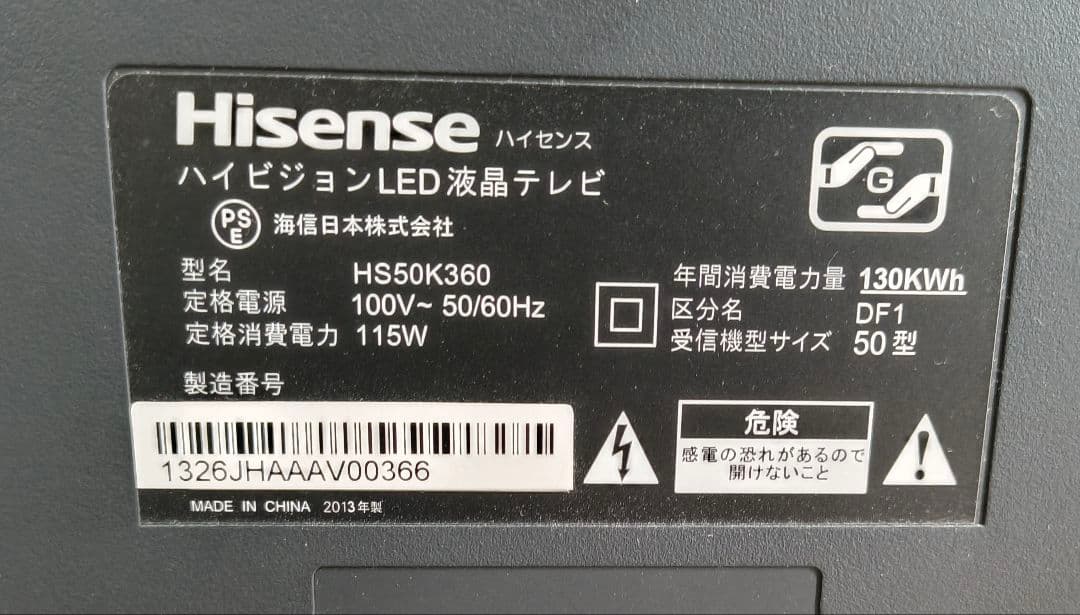 Hisense ハイセンス
ハイビジョンLED液晶テレビ
PSE 海信日本株式会社
G
型名 HS50K360
定格電源 100V~ 50/60Hz
定格消費電力 115W
年間消費電力量 130KWh
区分名 DF1
受信機型サイズ 50型
製造番号
1326JHAAAV00366
危険
感電の恐れがあるので
開けないこと
MADE IN CHINA 2013年製